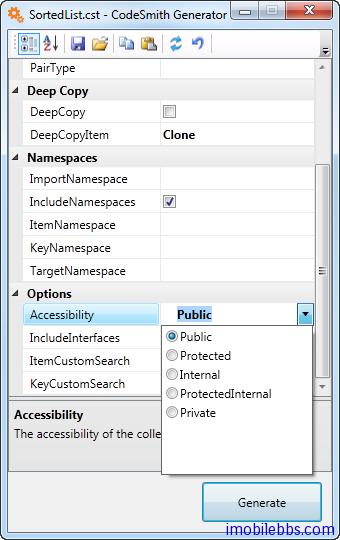 SortedList.cst - CodeSmith Generator
PairType
Deep Copy
DeepCopy
DeepCopyItem Clone
Namespaces
ImportNamespace
IncludeNamespaces
ItemNamespace
KeyNamespace
TargetNamespace
Options
Accessibility Public
IncludeInterfaces
ItemCustomSearch
KeyCustomSearch
Public
Protected
Internal
ProtectedInternal
Private
Accessibility
The accessibility of the colle
Generate
imobilebbs.com